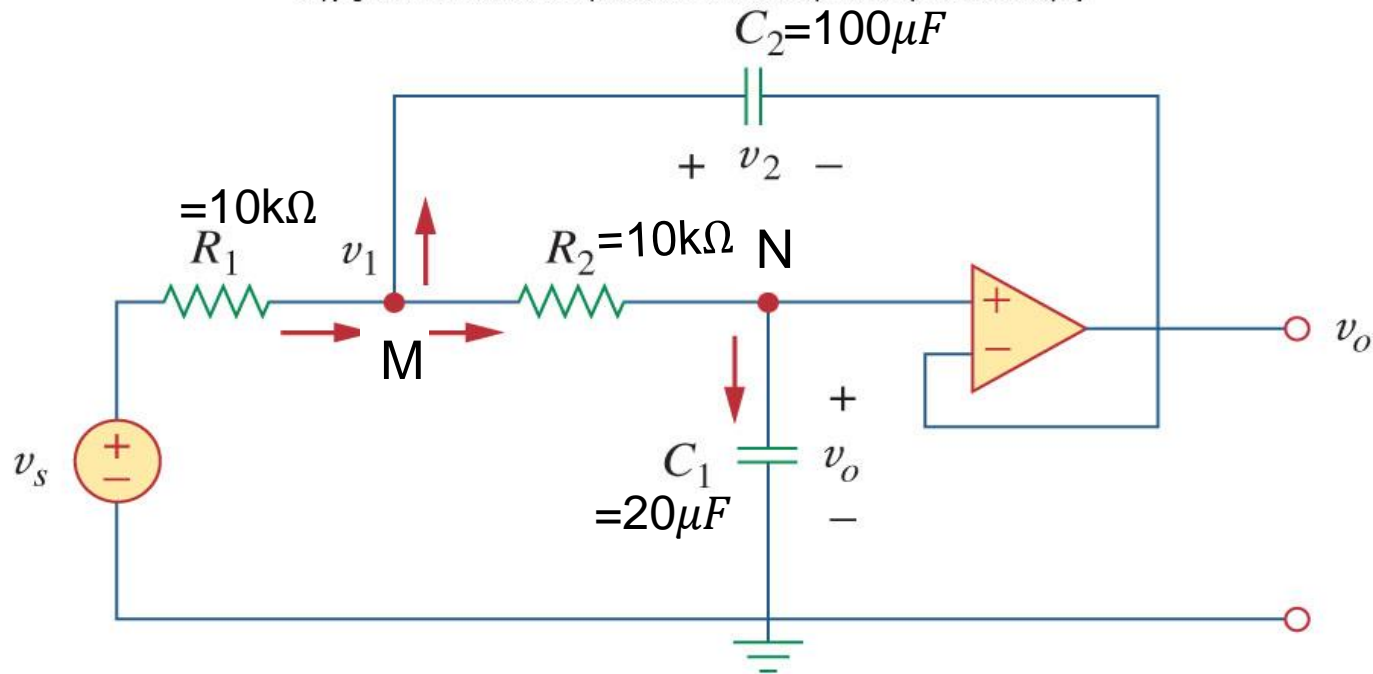 C₂=100μF
+ v₂ −
=10kΩ
R₁
v₁
R₂=10kΩ
N
M
+
−
vₒ
+
−
vₛ
C₁
=20μF
+
vₒ
−